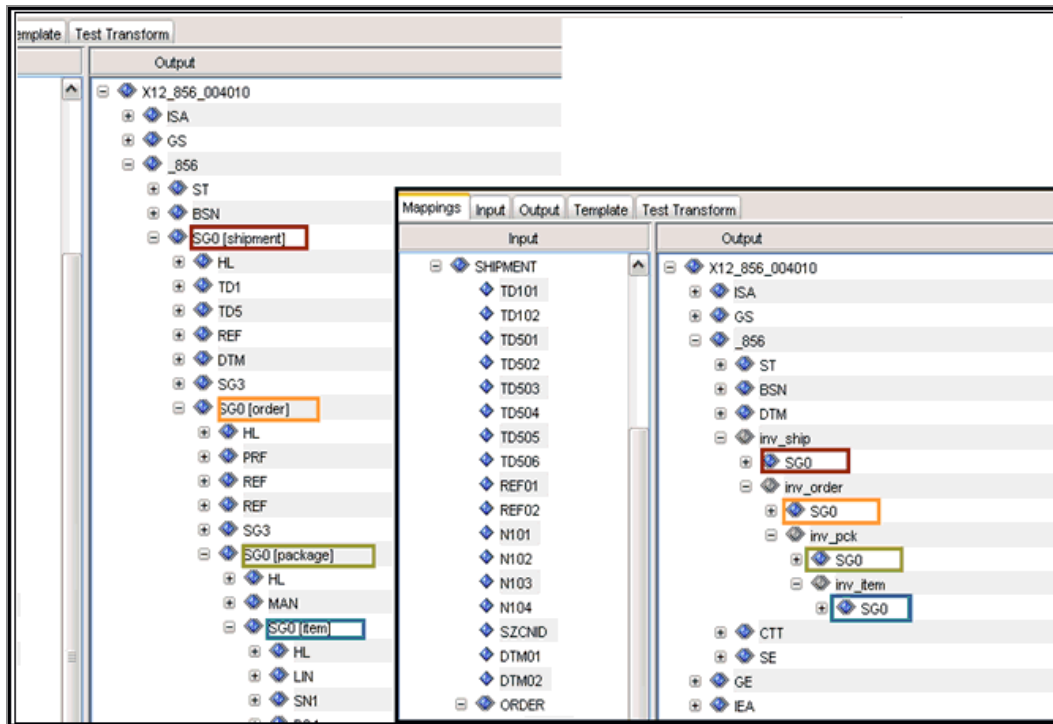 emplate Test Transform
Output
X12_856_004010
ISA
GS
_856
ST
BSN
SG0 [shipment]
HL
TD1
TD5
REF
DTM
SG3
SG0 [order]
HL
PRF
REF
REF
SG3
SG0 [package]
HL
MAN
SG0 [item]
HL
LIN
SN1
Mappings Input Output Template Test Transform
Input
SHIPMENT
TD101
TD102
TD501
TD502
TD503
TD504
TD505
TD506
REF01
REF02
N101
N102
N103
N104
SZCNID
DTM01
DTM02
ORDER
Output
X12_856_004010
ISA
GS
_856
ST
BSN
DTM
inv_ship
SG0
inv_order
SG0
inv_pck
SG0
inv_item
SG0
CTT
SE
GE
IEA